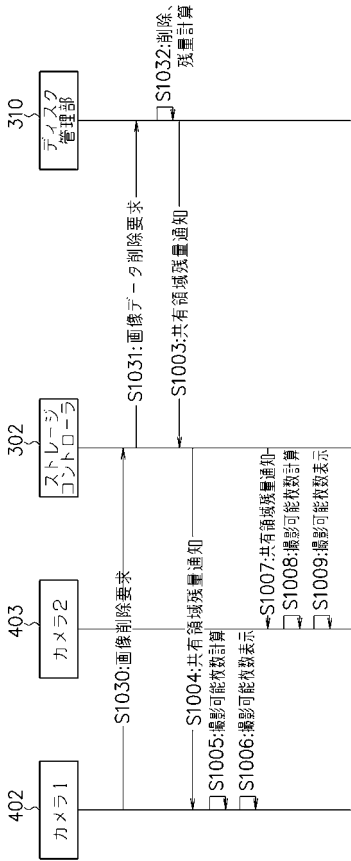 402
カメラ1
403
カメラ2
302
ストレージ
コントローラ
310
ディスク
管理部
S1030:画像削除要求
S1031:画像データ削除要求
S1032:削除、
残量計算
S1003:共有領域残量通知
S1004:共有領域残量通知
S1005:撮影可能枚数計算
S1006:撮影可能枚数表示
S1007:共有領域残量通知
S1008:撮影可能枚数計算
S1009:撮影可能枚数表示